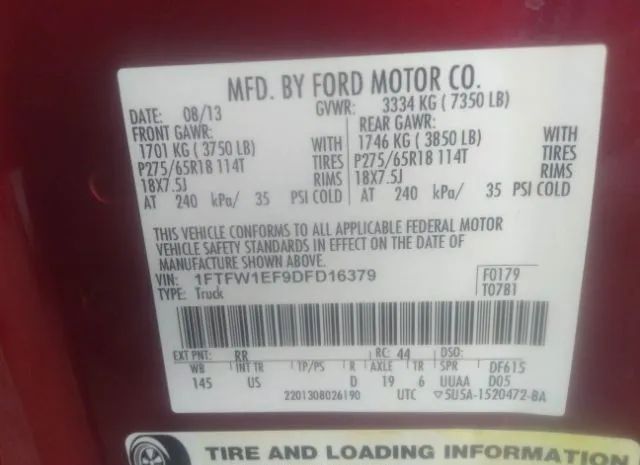 MFD. BY FORD MOTOR CO.
DATE: 08/13 GVWR: 3334 KG ( 7350 LB)
FRONT GAWR: REAR GAWR:
1701 KG ( 3750 LB) WITH 1746 KG ( 3850 LB) WITH
P275/65R18 114T TIRES P275/65R18 114T TIRES
18X7.5J RIMS 18X7.5J RIMS
AT 240 kPa/ 35 PSI COLD AT 240 kPa/ 35 PSI COLD
THIS VEHICLE CONFORMS TO ALL APPLICABLE FEDERAL MOTOR
VEHICLE SAFETY STANDARDS IN EFFECT ON THE DATE OF
MANUFACTURE SHOWN ABOVE.
VIN: 1FTFW1EF9DFD16379 F0179
TYPE: Truck T0781
EXT PNT: RR RC: 44 DSO:
WB INT TR TP/PS R AXLE TR SPR DF615
145 US D 19 6 UUAA D05
2201308026190 UTC ▽5U5A-1520472-BA
TIRE AND LOADING INFORMATION